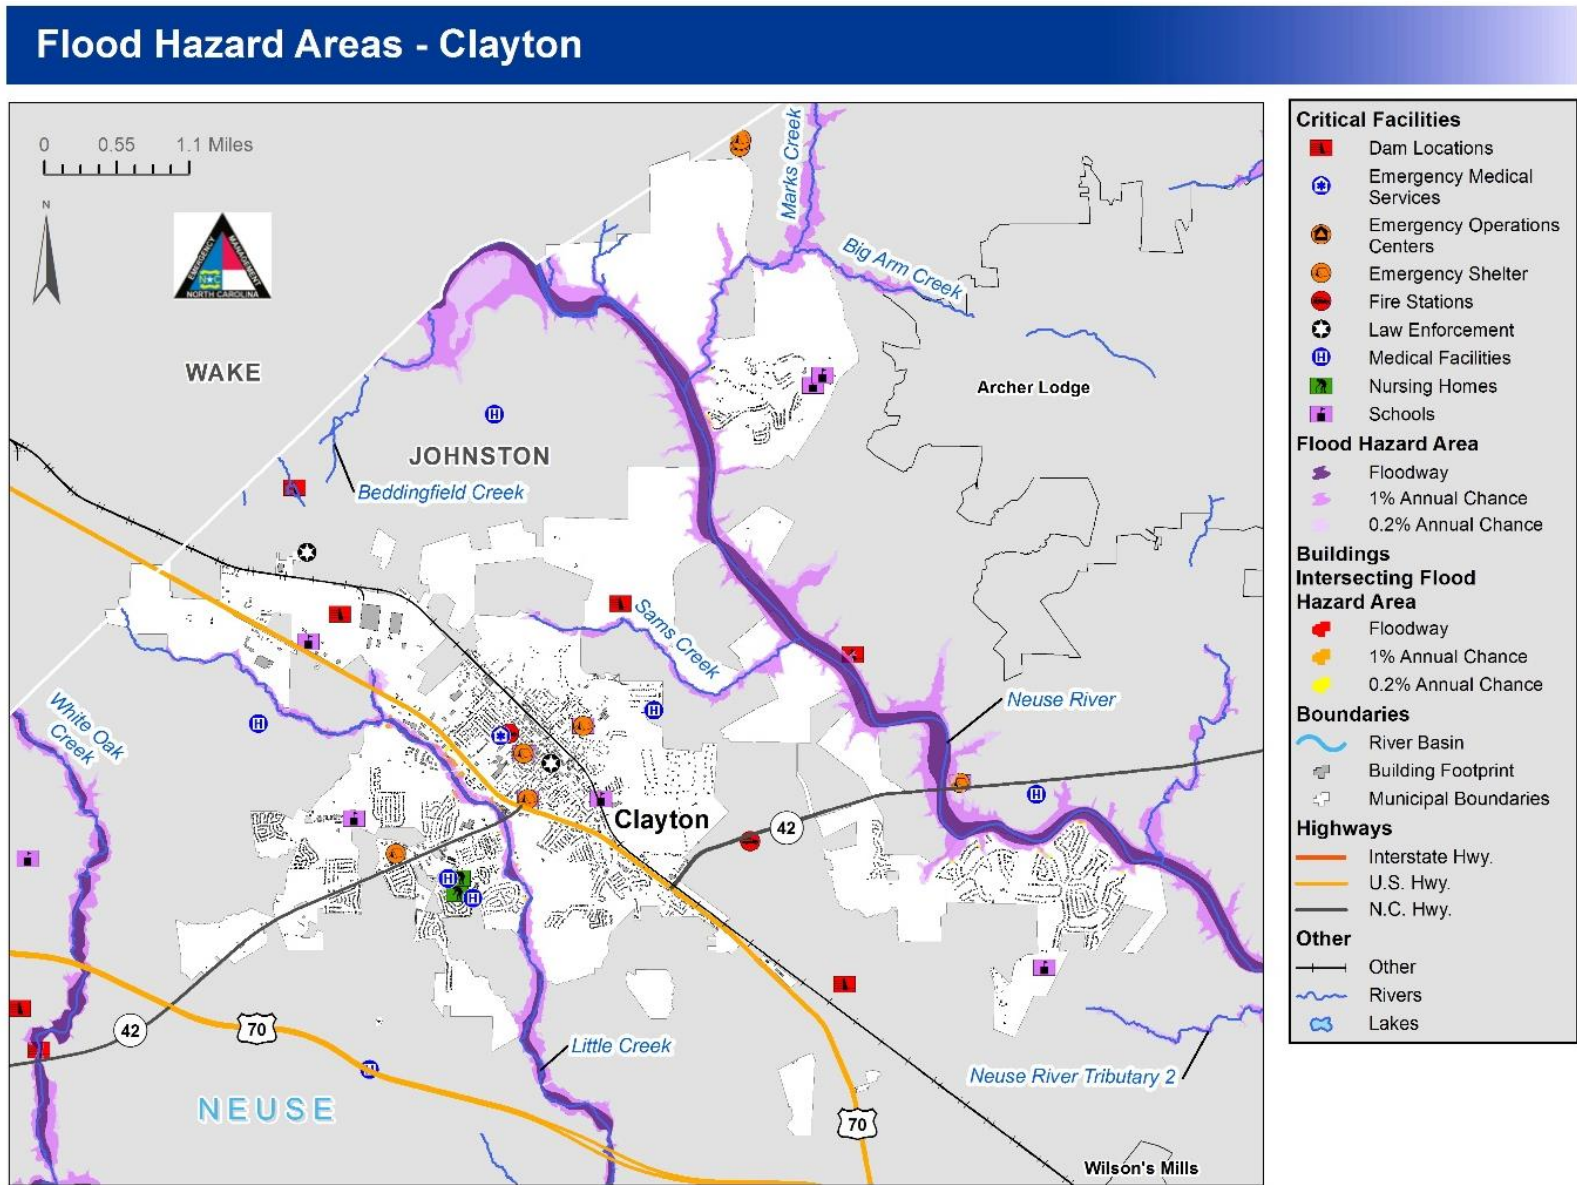 Flood Hazard Areas - Clayton
0 0.55 1.1 Miles
N
EMERGENCY
MANAGEMENT
N C
NORTH CAROLINA
Marks Creek
Big Arm Creek
WAKE
Archer Lodge
JOHNSTON
Beddingfield Creek
Sams Creek
White Oak
Creek
Neuse River
Clayton
42
42
70
Little Creek
Neuse River Tributary 2
NEUSE
70
Wilson's Mills
Critical Facilities
Dam Locations
Emergency Medical
Services
Emergency Operations
Centers
Emergency Shelter
Fire Stations
Law Enforcement
H Medical Facilities
Nursing Homes
Schools
Flood Hazard Area
Floodway
1% Annual Chance
0.2% Annual Chance
Buildings
Intersecting Flood
Hazard Area
Floodway
1% Annual Chance
0.2% Annual Chance
Boundaries
River Basin
Building Footprint
Municipal Boundaries
Highways
Interstate Hwy.
U.S. Hwy.
N.C. Hwy.
Other
Other
Rivers
Lakes